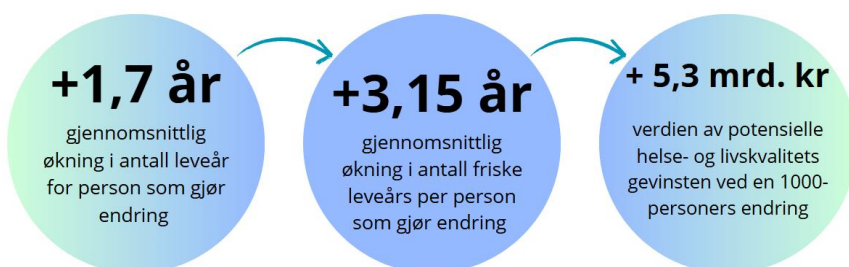 +1,7 år
gjennomsnittlig
økning i antall leveår
for person som gjør
endring
+3,15 år
gjennomsnittlig
økning i antall friske
leveårs per person
som gjør endring
+ 5,3 mrd. kr
verdien av potensielle
helse- og livskvalitets
gevinsten ved en 1000-
personers endring